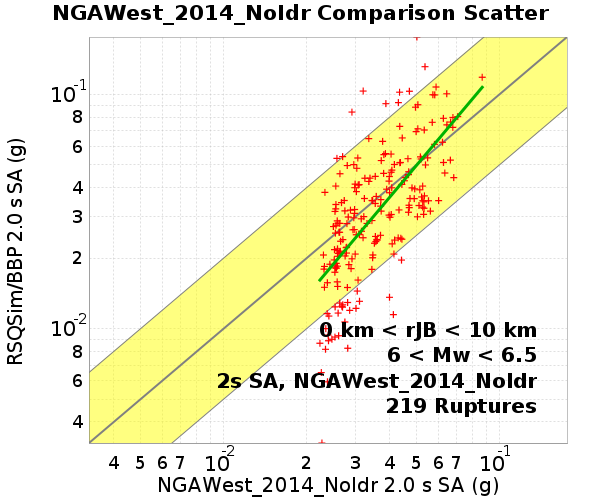 NGAWest_2014_NoIdr Comparison Scatter
RSQSim/BBP 2.0 s SA (g)
10-1
8
6
4
3
2
10-2
8
6
4
0 km < rJB < 10 km
6 < Mw < 6.5
2s SA, NGAWest_2014_NoIdr
219 Ruptures
4 5 6 7 10-2 2 3 4 5 6 7 10-1
NGAWest_2014_NoIdr 2.0 s SA (g)